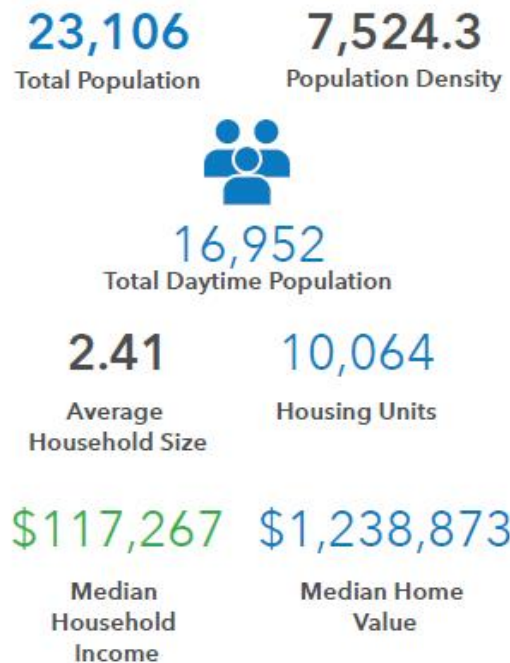 23,106 7,524.3
Total Population Population Density
16,952
Total Daytime Population
2.41 10,064
Average Housing Units
Household Size
$117,267 $1,238,873
Median Median Home
Household Value
Income